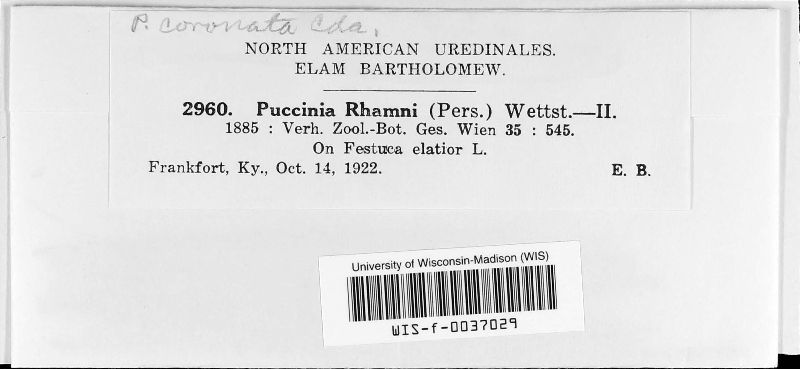 P. coronata Cda.
NORTH AMERICAN UREDINALES.
ELAM BARTHOLOMEW.
2960. Puccinia Rhamni (Pers.) Wettst.—II.
1885 : Verh. Zool.-Bot. Ges. Wien 35 : 545.
On Festuca elatior L.
Frankfort, Ky., Oct. 14, 1922. E. B.
University of Wisconsin-Madison (WIS)
WIS-f-0037029